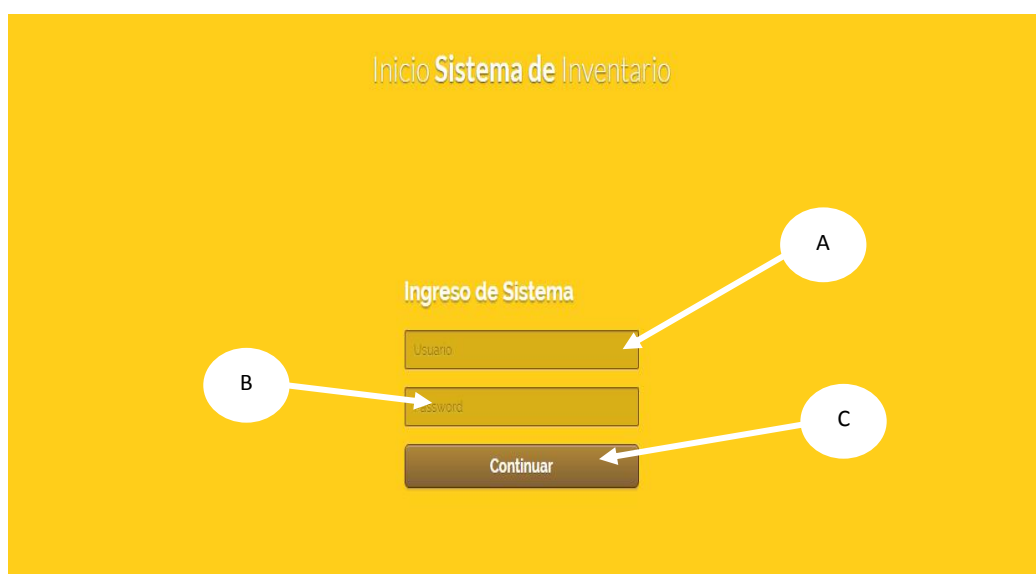 Inicio Sistema de Inventario
A
Ingreso de Sistema
Usuario
B
Password
C
Continuar